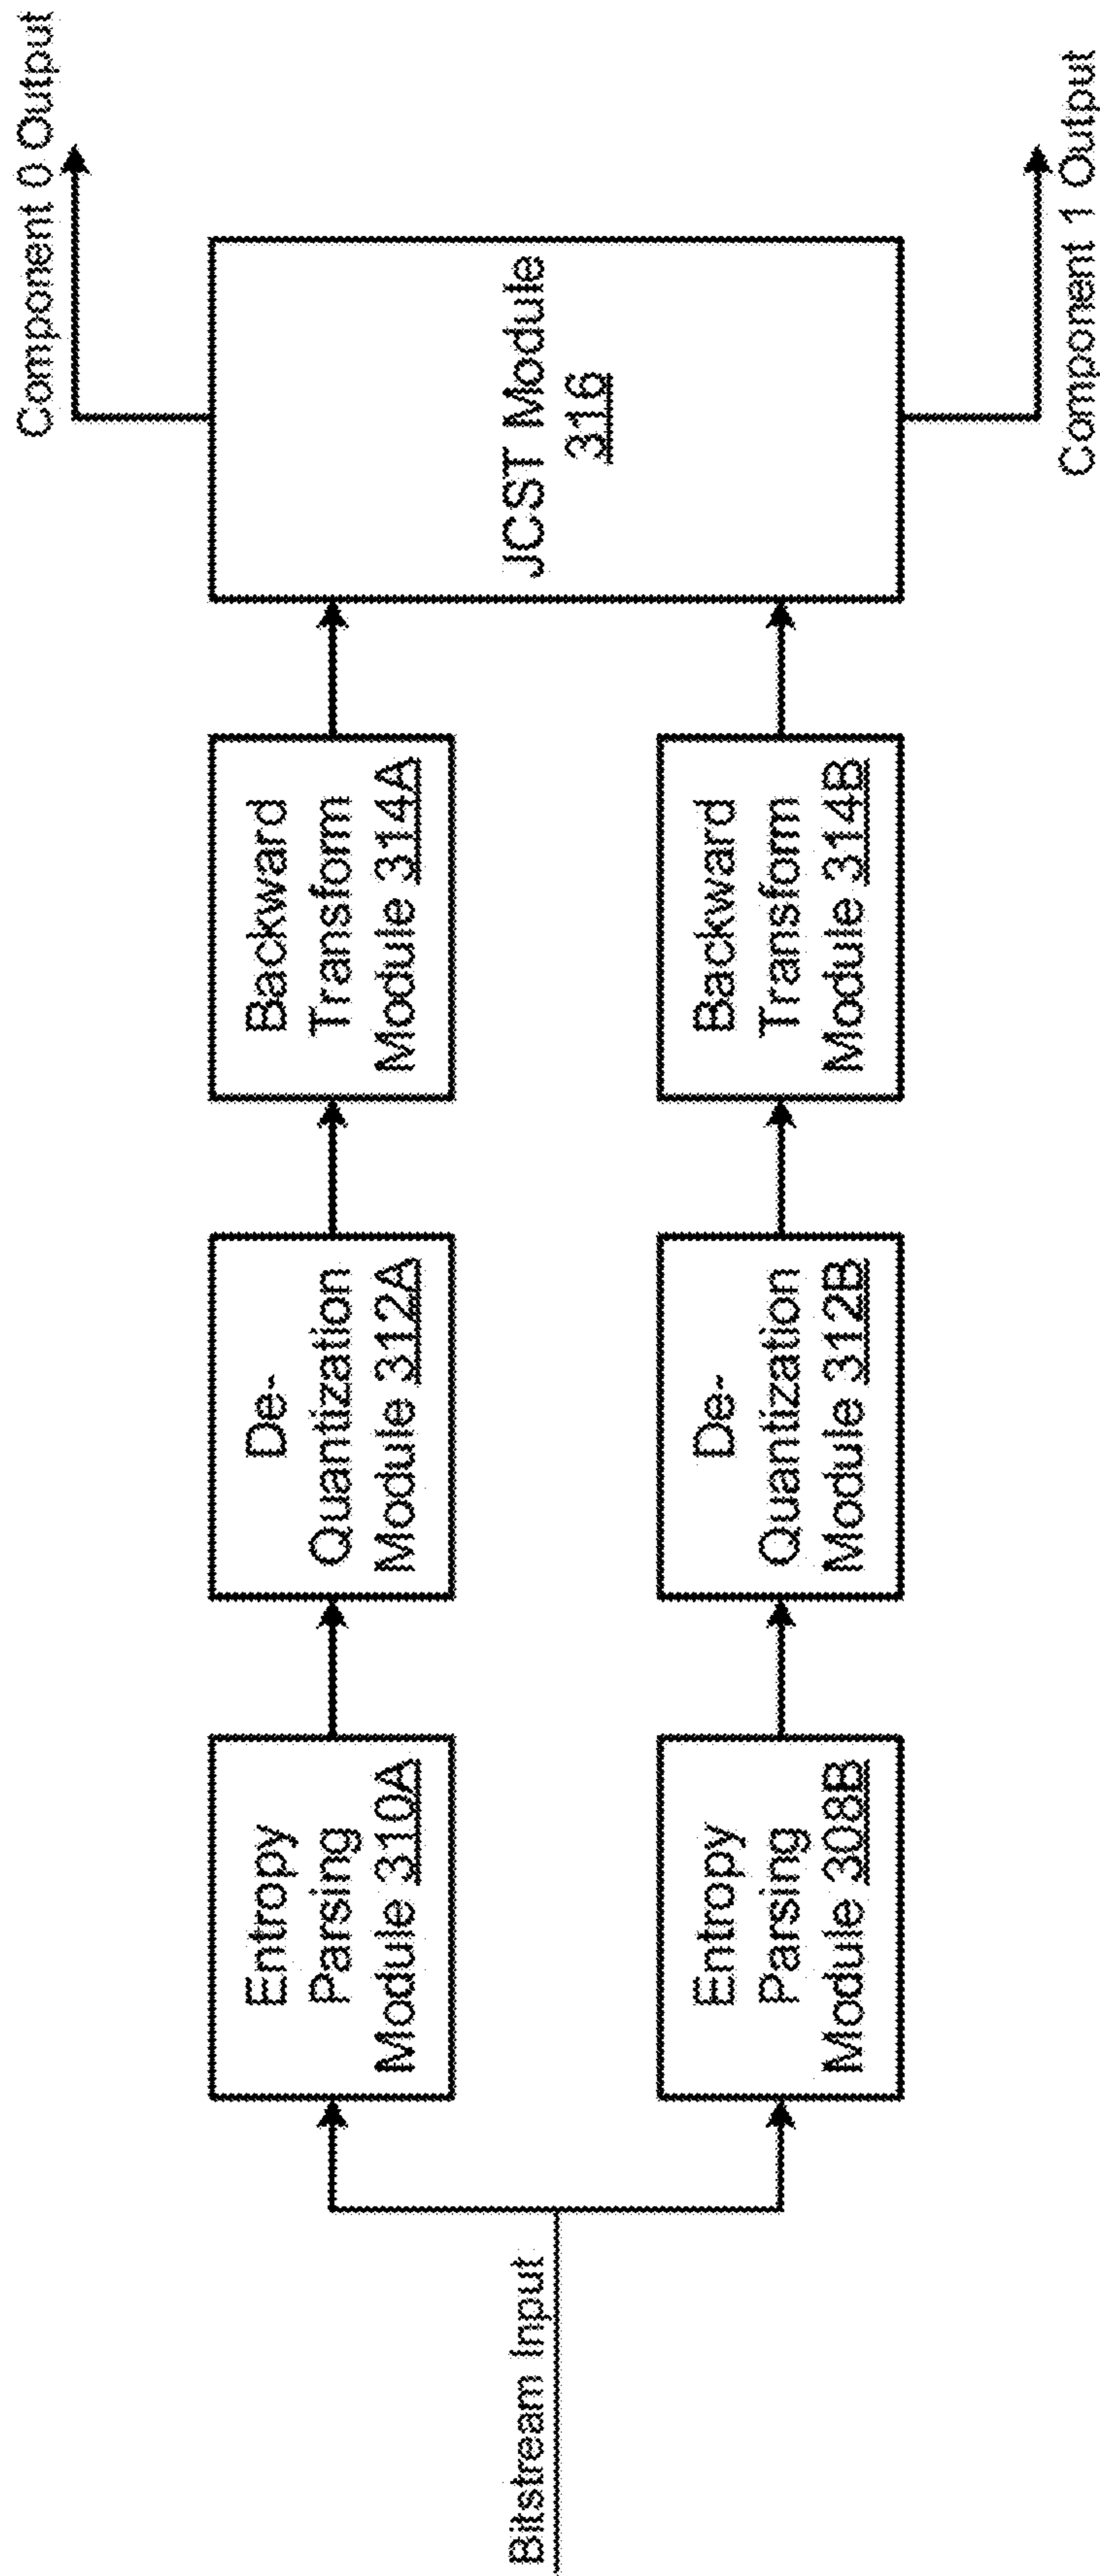 Bitstream Input
Entropy
Parsing
Module 310A
De-
Quantization
Module 312A
Backward
Transform
Module 314A
Entropy
Parsing
Module 308B
De-
Quantization
Module 312B
Backward
Transform
Module 314B
JCST Module
316
Component 0 Output
Component 1 Output